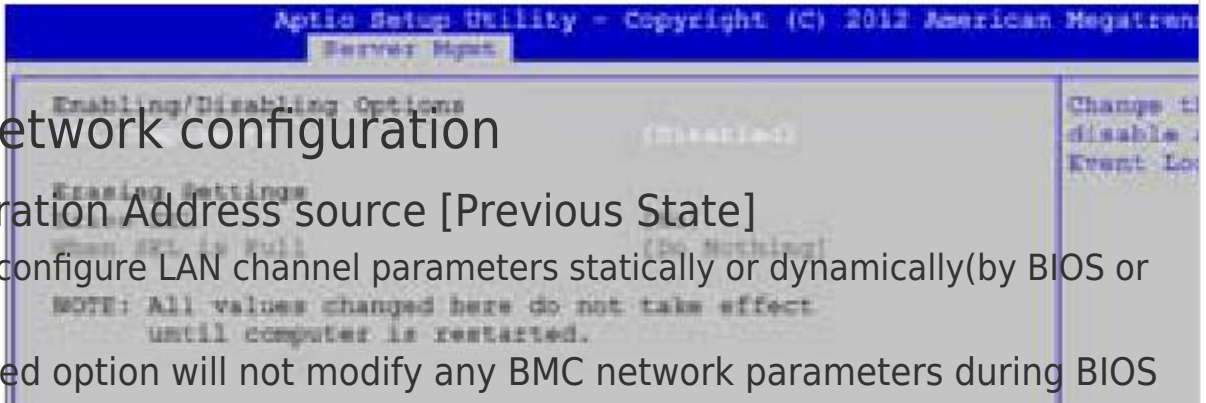 Aptio Setup Utility - Copyright (C) 2012 American Megatren
Server Mgmt
Enabling/Disabling Options
Change t
etwork configuration
[Disabled]
disable
Event Lo
Erasing Settings
ration Address source [Previous State]
When SEL is Full [Do Nothing]
configure LAN channel parameters statically or dynamically(by BIOS or
NOTE: All values changed here do not take effect
until computer is restarted.
ed option will not modify any BMC network parameters during BIOS